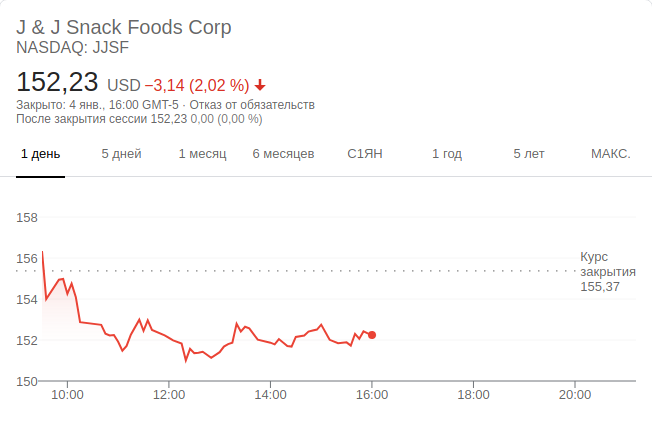 J & J Snack Foods Corp
NASDAQ: JJSF
152,23 USD −3,14 (2,02 %)
Закрыто: 4 янв., 16:00 GMT-5 · Отказ от обязательств
После закрытия сессии 152,23 0,00 (0,00 %)
1 день 5 дней 1 месяц 6 месяцев С1ЯН 1 год 5 лет МАКС.
158
156
154
152
150
Курс
закрытия
155,37
10:00 12:00 14:00 16:00 18:00 20:00